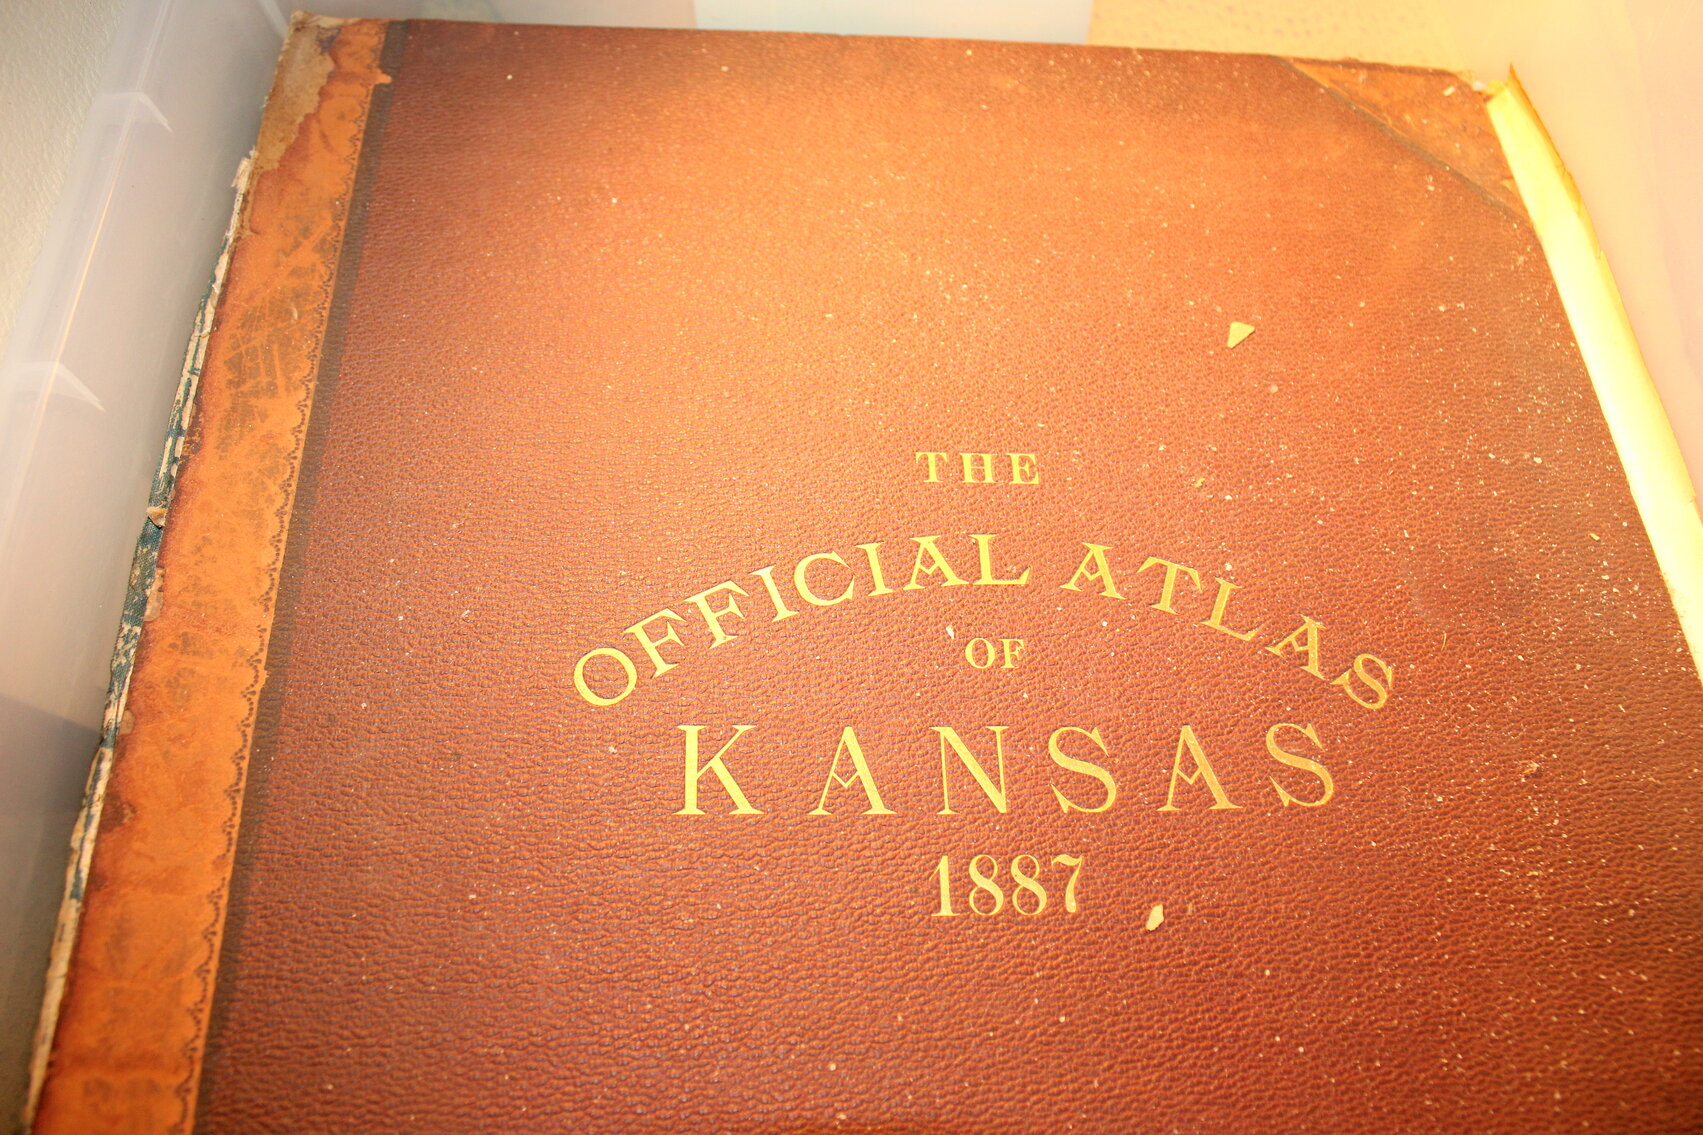 THE
OFFICIAL ATLAS
OF
KANSAS
1887